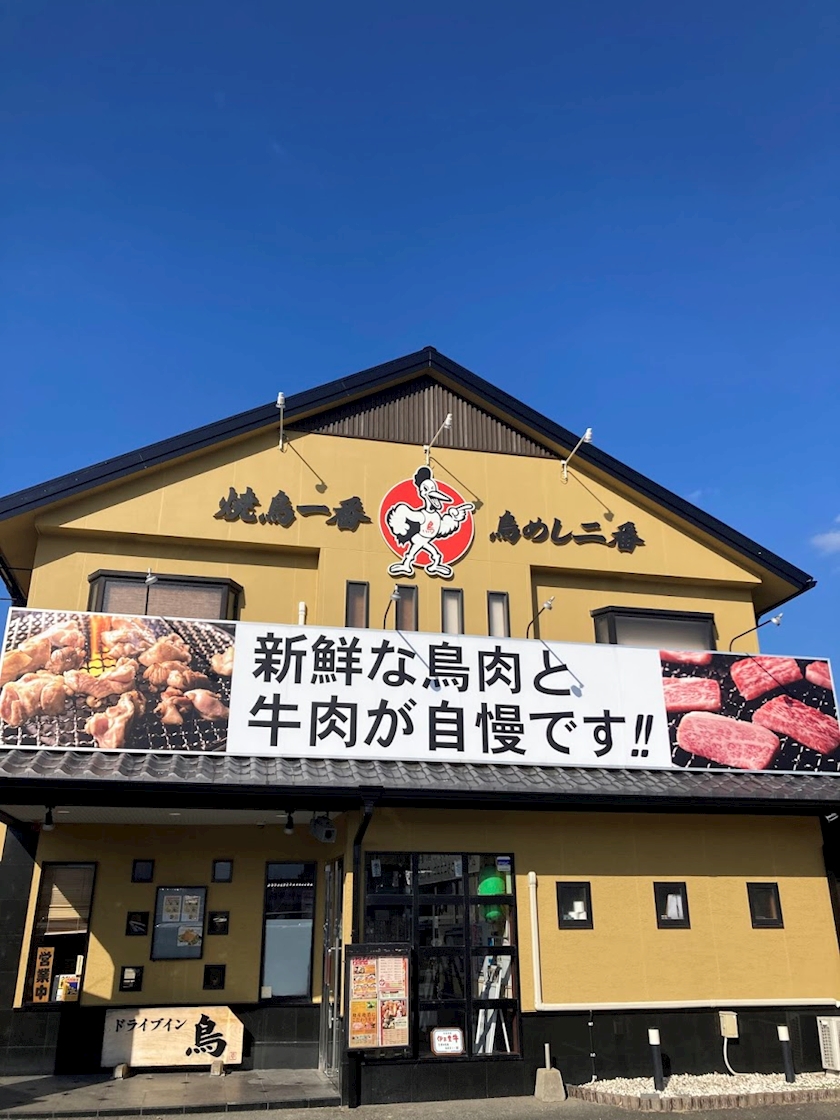 焼鳥一番
鳥めし二番
鳥
新鮮な鳥肉と
牛肉が自慢です!!
営業中
ドライブイン
鳥